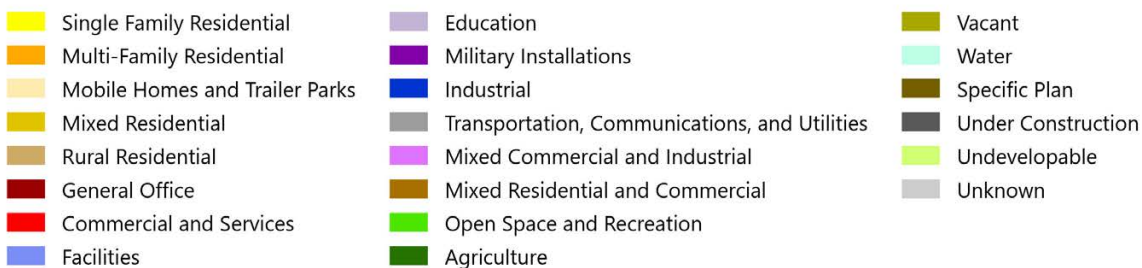 Single Family Residential
Multi-Family Residential
Mobile Homes and Trailer Parks
Mixed Residential
Rural Residential
General Office
Commercial and Services
Facilities
Education
Military Installations
Industrial
Transportation, Communications, and Utilities
Mixed Commercial and Industrial
Mixed Residential and Commercial
Open Space and Recreation
Agriculture
Vacant
Water
Specific Plan
Under Construction
Undevelopable
Unknown